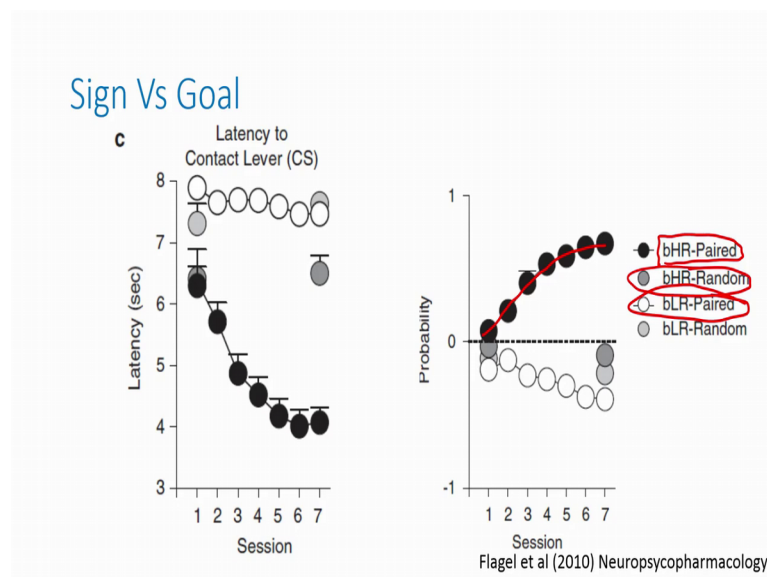 Sign Vs Goal
c
Latency to
Contact Lever (CS)
8
7
6
5
4
3
Latency (sec)
1 2 3 4 5 6 7
Session
1
0
-1
Probability
1 2 3 4 5 6 7
Session
bHR-Paired
bHR-Random
bLR-Paired
bLR-Random
Flagel et al (2010) Neuropsycopharmacology